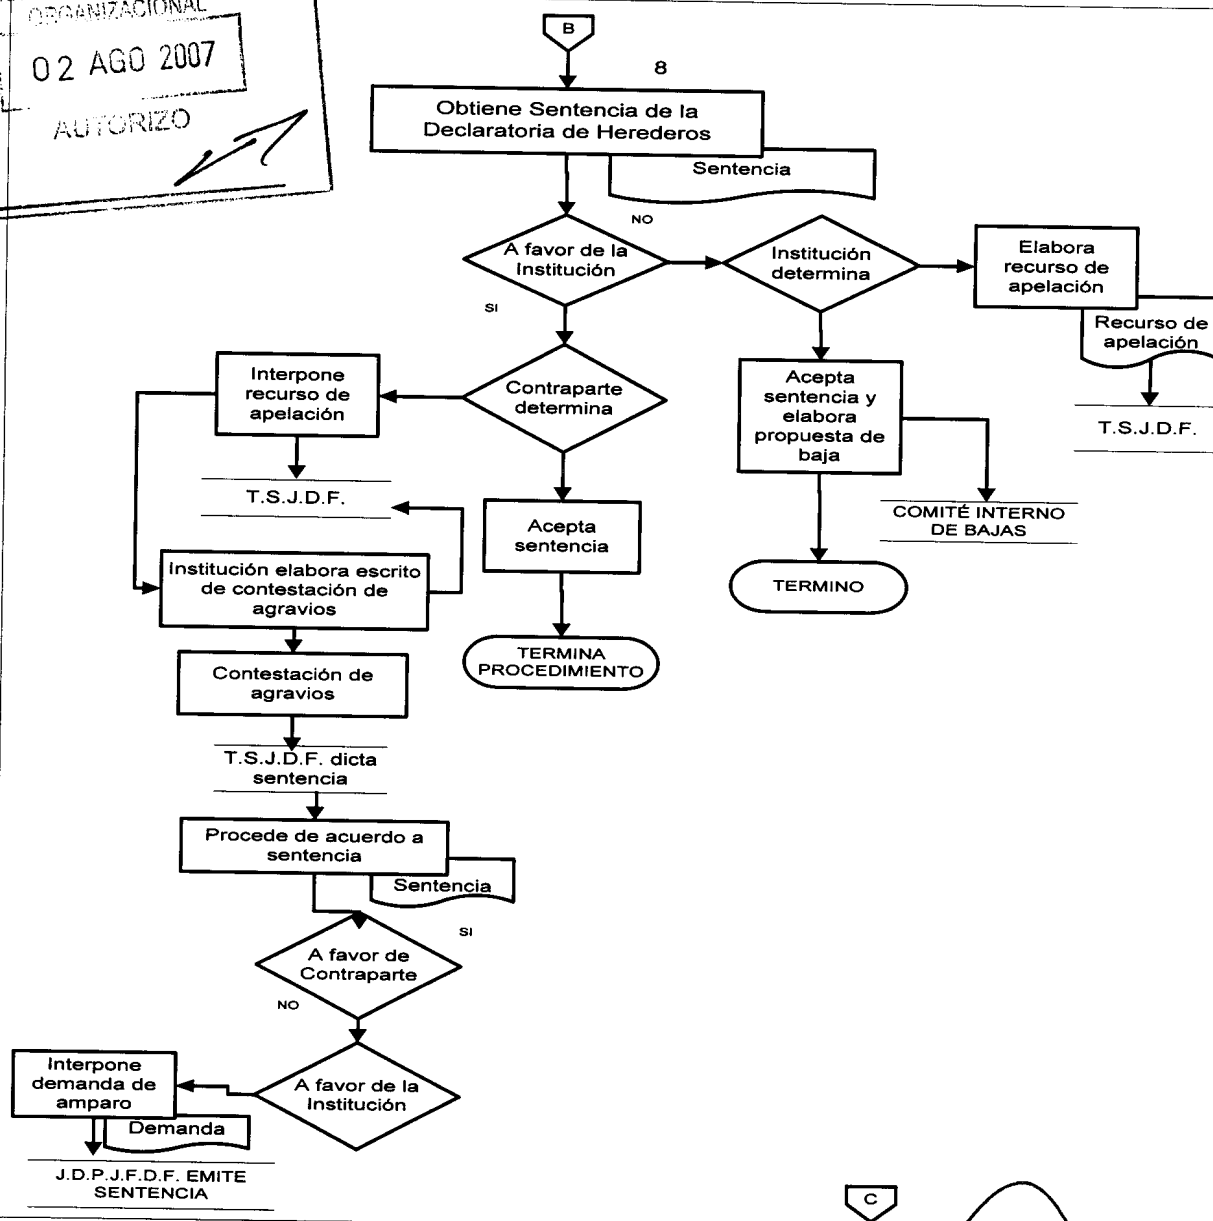 ORGANIZACIONAL
02 AGO 2007
AUTORIZO
B
8
Obtiene Sentencia de la
Declaratoria de Herederos
Sentencia
NO
A favor de la
Institución
Institución
determina
Elabora
recurso de
apelación
SI
Recurso de
apelación
T.S.J.D.F.
Interpone
recurso de
apelación
Contraparte
determina
Acepta
sentencia y
elabora
propuesta de
baja
T.S.J.D.F.
Acepta
sentencia
COMITÉ INTERNO
DE BAJAS
Institución elabora escrito
de contestación de
agravios
TERMINO
TERMINA
PROCEDIMIENTO
Contestación de
agravios
T.S.J.D.F. dicta
sentencia
Procede de acuerdo a
sentencia
Sentencia
SI
A favor de
Contraparte
NO
Interpone
demanda de
amparo
A favor de la
Institución
Demanda
J.D.P.J.F.D.F. EMITE
SENTENCIA
C